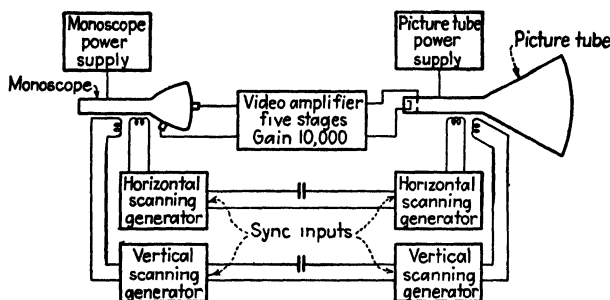 Monoscope
power
supply
Picture tube
power
supply
Picture tube
Monoscope
Video amplifier
five stages
Gain 10,000
Horizontal
scanning
generator
Horizontal
scanning
generator
Sync inputs
Vertical
scanning
generator
Vertical
scanning
generator